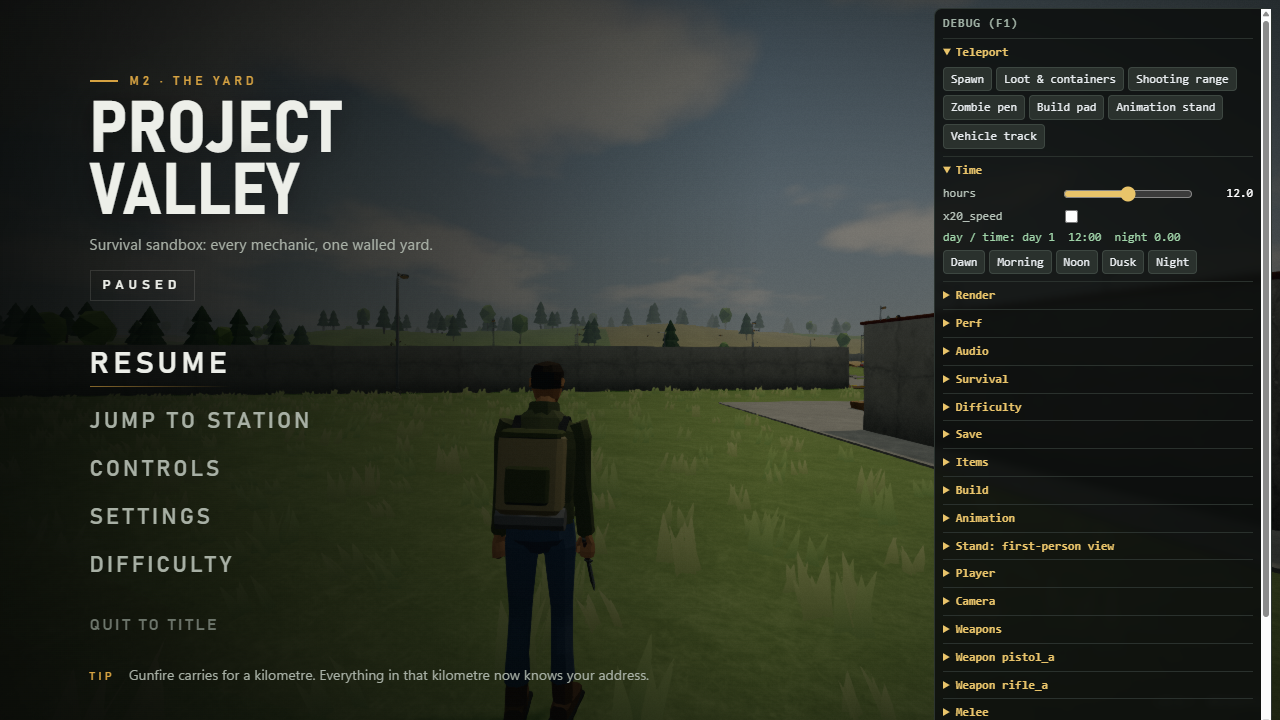 M2 · THE YARD
PROJECT
VALLEY
Survival sandbox: every mechanic, one walled yard.
PAUSED
RESUME
JUMP TO STATION
CONTROLS
SETTINGS
DIFFICULTY
QUIT TO TITLE
TIP Gunfire carries for a kilometre. Everything in that kilometre now knows your address.
DEBUG (F1)
Teleport
Spawn Loot & containers Shooting range
Zombie pen Build pad Animation stand
Vehicle track
Time
hours 12.0
x20_speed
day / time: day 1 12:00 night 0.00
Dawn Morning Noon Dusk Night
Render
Perf
Audio
Survival
Difficulty
Save
Items
Build
Animation
Stand: first-person view
Player
Camera
Weapons
Weapon pistol_a
Weapon rifle_a
Melee